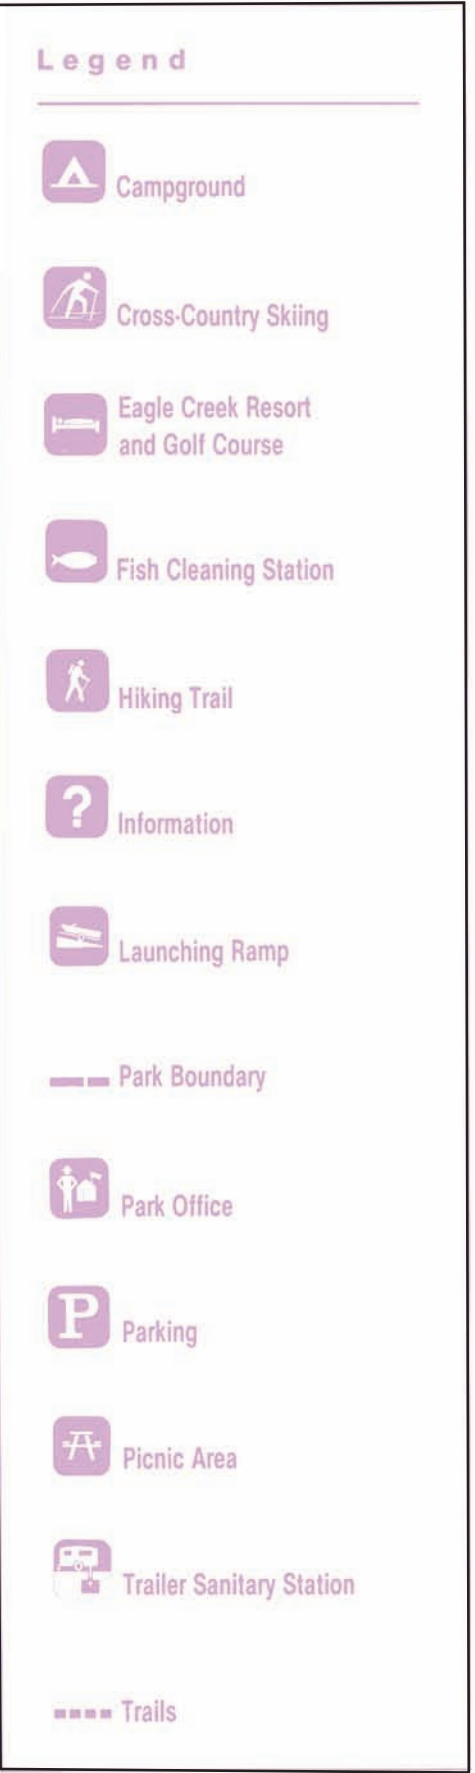 Legend
Campground
Cross-Country Skiing
Eagle Creek Resort
and Golf Course
Fish Cleaning Station
Hiking Trail
?
Information
Launching Ramp
Park Boundary
Park Office
P
Parking
Picnic Area
Trailer Sanitary Station
Trails